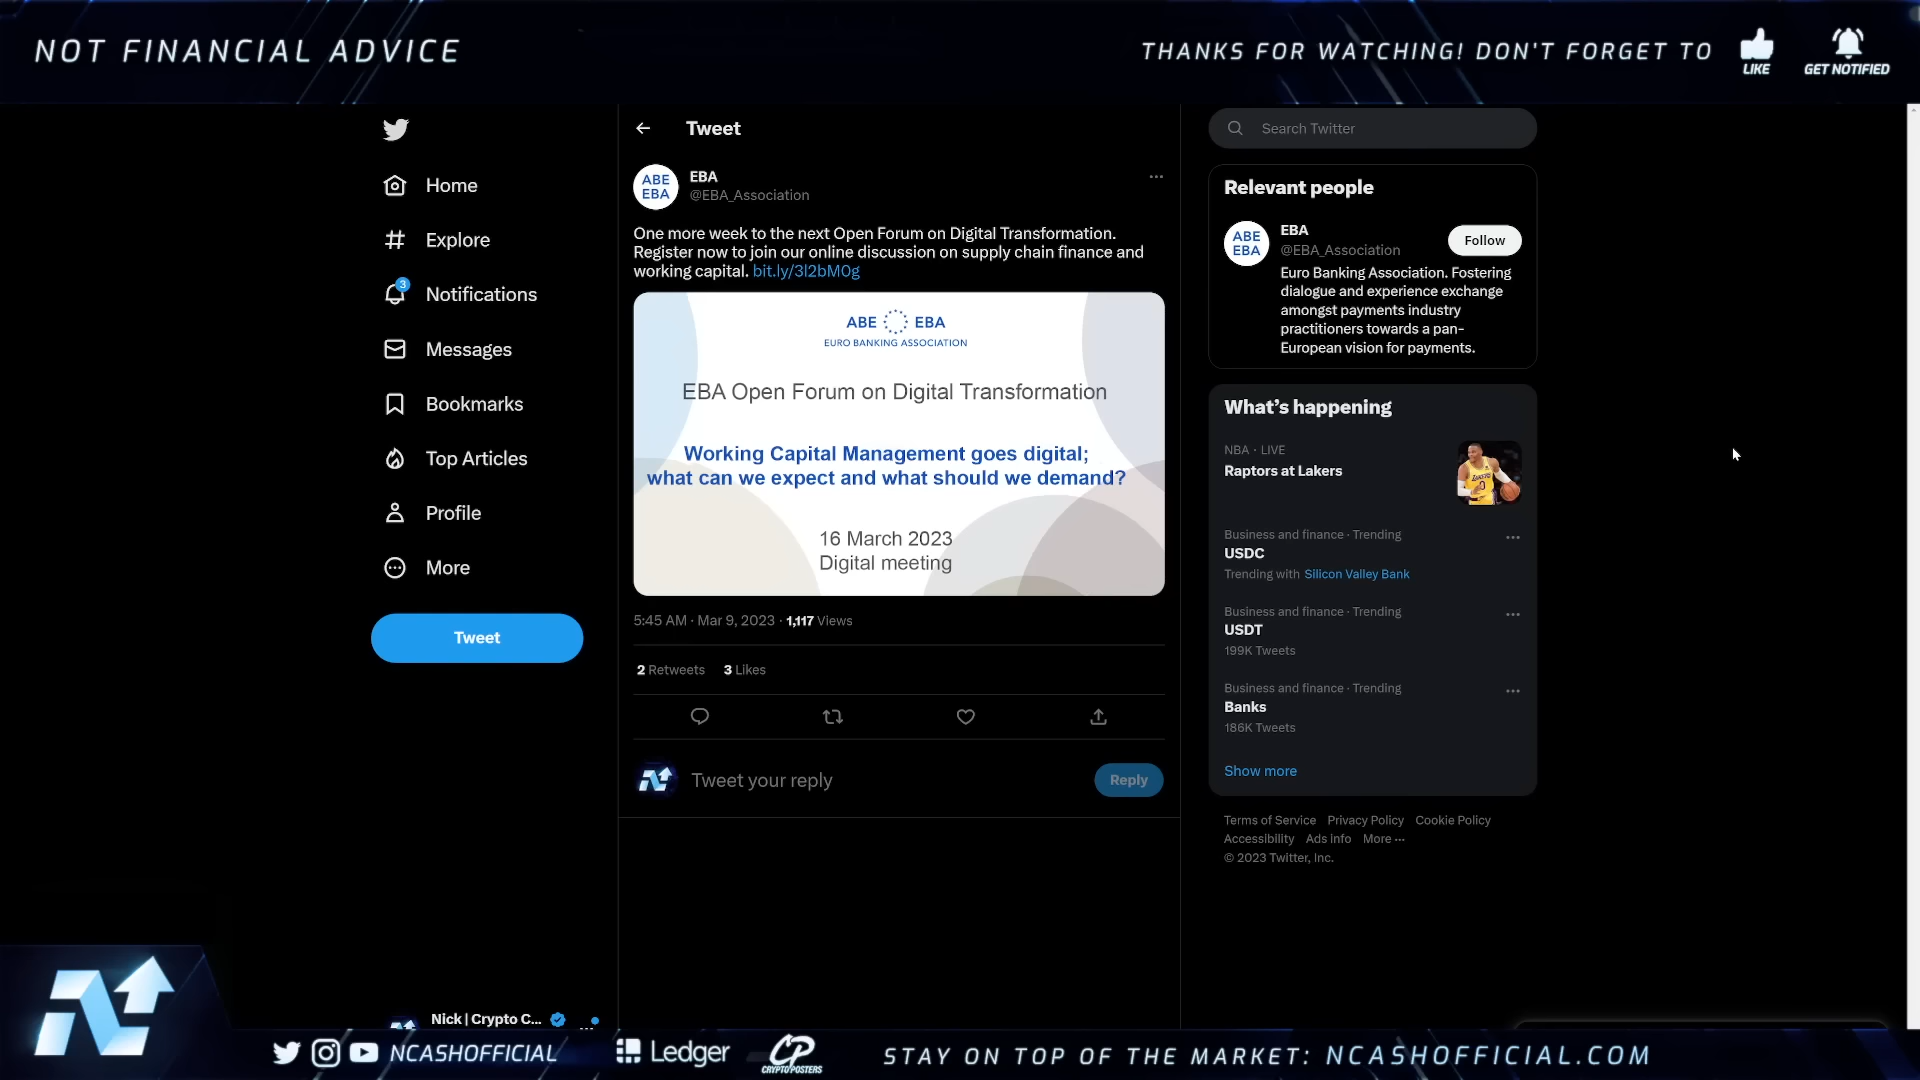 NOT FINANCIAL ADVICE
THANKS FOR WATCHING! DON'T FORGET TO
LIKE
GET NOTIFIED
Home
Explore
3
Notifications
Messages
Bookmarks
Top Articles
Profile
More
Tweet
Nick | Crypto C...
Tweet
ABE
EBA
EBA
@EBA_Association
One more week to the next Open Forum on Digital Transformation.
Register now to join our online discussion on supply chain finance and
working capital. bit.ly/3l2bM0g
ABE EBA
EURO BANKING ASSOCIATION
EBA Open Forum on Digital Transformation
Working Capital Management goes digital;
what can we expect and what should we demand?
16 March 2023
Digital meeting
5:45 AM · Mar 9, 2023 · 1,117 Views
2 Retweets 3 Likes
Tweet your reply
Reply
Search Twitter
Relevant people
ABE
EBA
EBA
@EBA_Association
Follow
Euro Banking Association. Fostering
dialogue and experience exchange
amongst payments industry
practitioners towards a pan-
European vision for payments.
What's happening
NBA · LIVE
Raptors at Lakers
Business and finance · Trending
USDC
Trending with Silicon Valley Bank
Business and finance · Trending
USDT
199K Tweets
Business and finance · Trending
Banks
186K Tweets
Show more
Terms of Service Privacy Policy Cookie Policy
Accessibility Ads info More ···
© 2023 Twitter, Inc.
NCASHOFFICIAL
Ledger
CP
CRYPTOPOSTERS
STAY ON TOP OF THE MARKET: NCASHOFFICIAL.COM